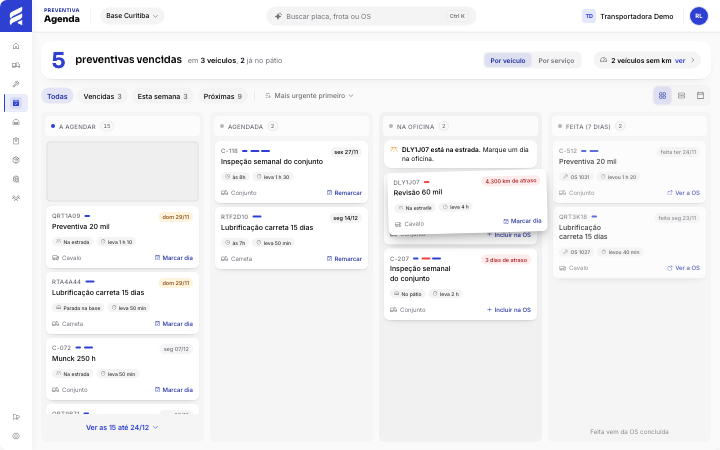 PREVENTIVA
Agenda
Base Curitiba
Buscar placa, frota ou OS
Ctrl K
TD
Transportadora Demo
RL
5 preventivas vencidas em 3 veículos, 2 já no pátio
Por veículo
Por serviço
2 veículos sem km ver
Todas
Vencidas 3
Esta semana 3
Próximas 9
Mais urgente primeiro
A AGENDAR 15
QRT1A09
dom 29/11
Preventiva 20 mil
Na estrada
leva 1 h 10
Cavalo
Marcar dia
RTA4A44
dom 29/11
Lubrificação carreta 15 dias
Parada na base
leva 50 min
Carreta
Marcar dia
C-072
seg 07/12
Munck 250 h
Na estrada
leva 50 min
Conjunto
Marcar dia
Ver as 15 até 24/12
AGENDADA 2
C-118
sex 27/11
Inspeção semanal do conjunto
às 8h
leva 1 h 30
Conjunto
Remarcar
RTF2D10
seg 14/12
Lubrificação carreta 15 dias
às 7h
leva 50 min
Carreta
Remarcar
NA OFICINA 2
DLY1J07 está na estrada. Marque um dia
na oficina.
DLY1J07
4.300 km de atraso
Revisão 60 mil
Na estrada
leva 4 h
Cavalo
Marcar dia
Incluir na OS
C-207
3 dias de atraso
Inspeção semanal
do conjunto
No pátio
leva 2 h
Conjunto
Incluir na OS
FEITA (7 DIAS) 2
C-512
feita ter 24/11
Preventiva 20 mil
OS 1031
levou 1 h 20
Conjunto
Ver a OS
QRT3K18
feita seg 23/11
Lubrificação
carreta 15 dias
OS 1027
levou 40 min
Cavalo
Ver a OS
Feita vem da OS concluída